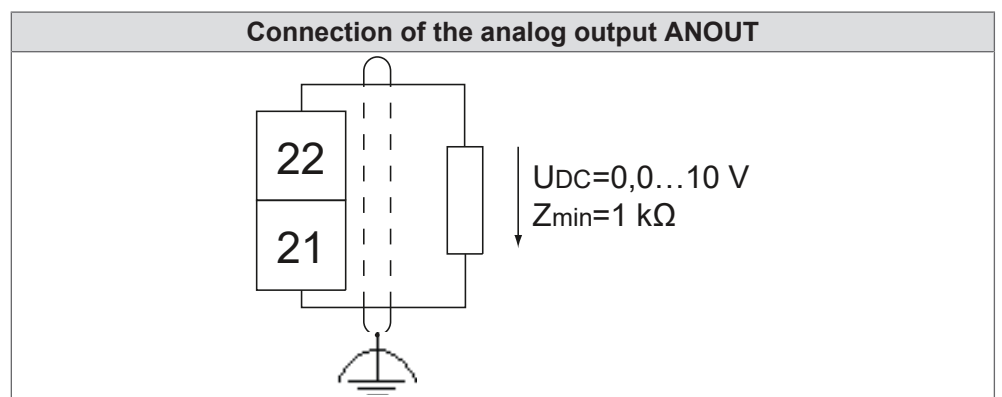 Connection of the analog output ANOUT
22
21
UDC=0,0…10 V
Zmin=1 kΩ